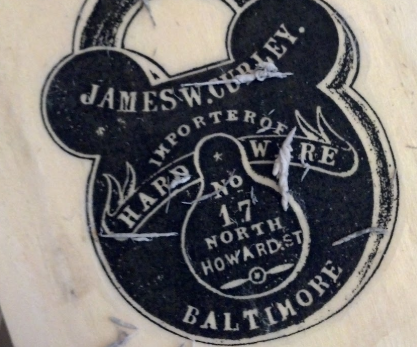 JAMES W. CURLEY.
IMPORTER OF
HARD WARE
No
17
NORTH
HOWARD.ST
BALTIMORE